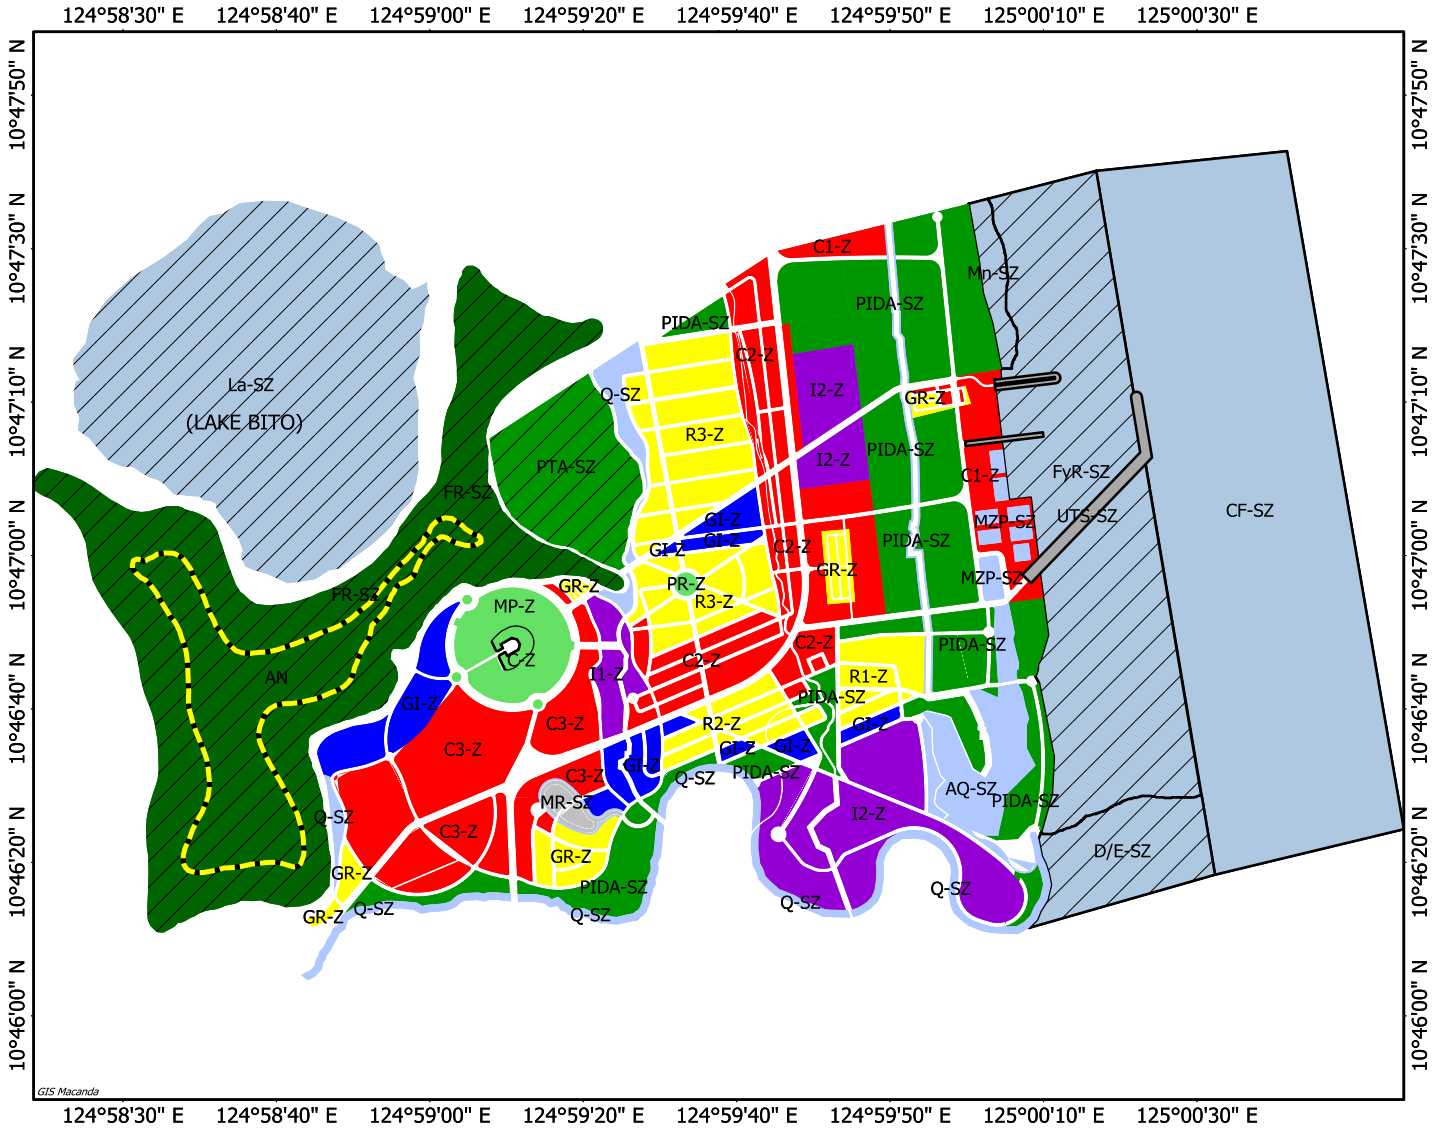 124°58'30" E 124°58'40" E 124°59'00" E 124°59'20" E 124°59'40" E 124°59'50" E 125°00'10" E 125°00'30" E
10°47'50" N
10°47'30" N
10°47'10" N
10°47'00" N
10°46'40" N
10°46'20" N
10°46'00" N
10°47'50" N
10°47'30" N
10°47'10" N
10°47'00" N
10°46'40" N
10°46'20" N
10°46'00" N
C1-Z
Mn-SZ
PIDA-SZ
PIDA-SZ
C2-Z
La-SZ
(LAKE BITO)
Q-SZ
I2-Z
GR-Z
R3-Z
PIDA-SZ
I2-Z
PTA-SZ
C1-Z
FyR-SZ
FR-SZ
CF-SZ
UTS-SZ
GI-Z
MZP-SZ
GI-Z
PIDA-SZ
GI-Z
C2-Z
GR-Z
MZP-SZ
PR-Z
GR-Z
FR-SZ
R3-Z
MP-Z
C2-Z
PIDA-SZ
C-Z
C2-Z
I1-Z
R1-Z
AN
PIDA-SZ
GI-Z
C3-Z
R2-Z
GI-Z
C3-Z
GI-Z
GI-Z
GI-Z
C3-Z
Q-SZ
PIDA-SZ
AQ-SZ
MR-SZ
PIDA-SZ
I2-Z
Q-SZ
C3-Z
D/E-SZ
GR-Z
GR-Z
PIDA-SZ
Q-SZ
Q-SZ
Q-SZ
GR-Z
Q-SZ
GIS Macanda
124°58'30" E 124°58'40" E 124°59'00" E 124°59'20" E 124°59'40" E 124°59'50" E 125°00'10" E 125°00'30" E